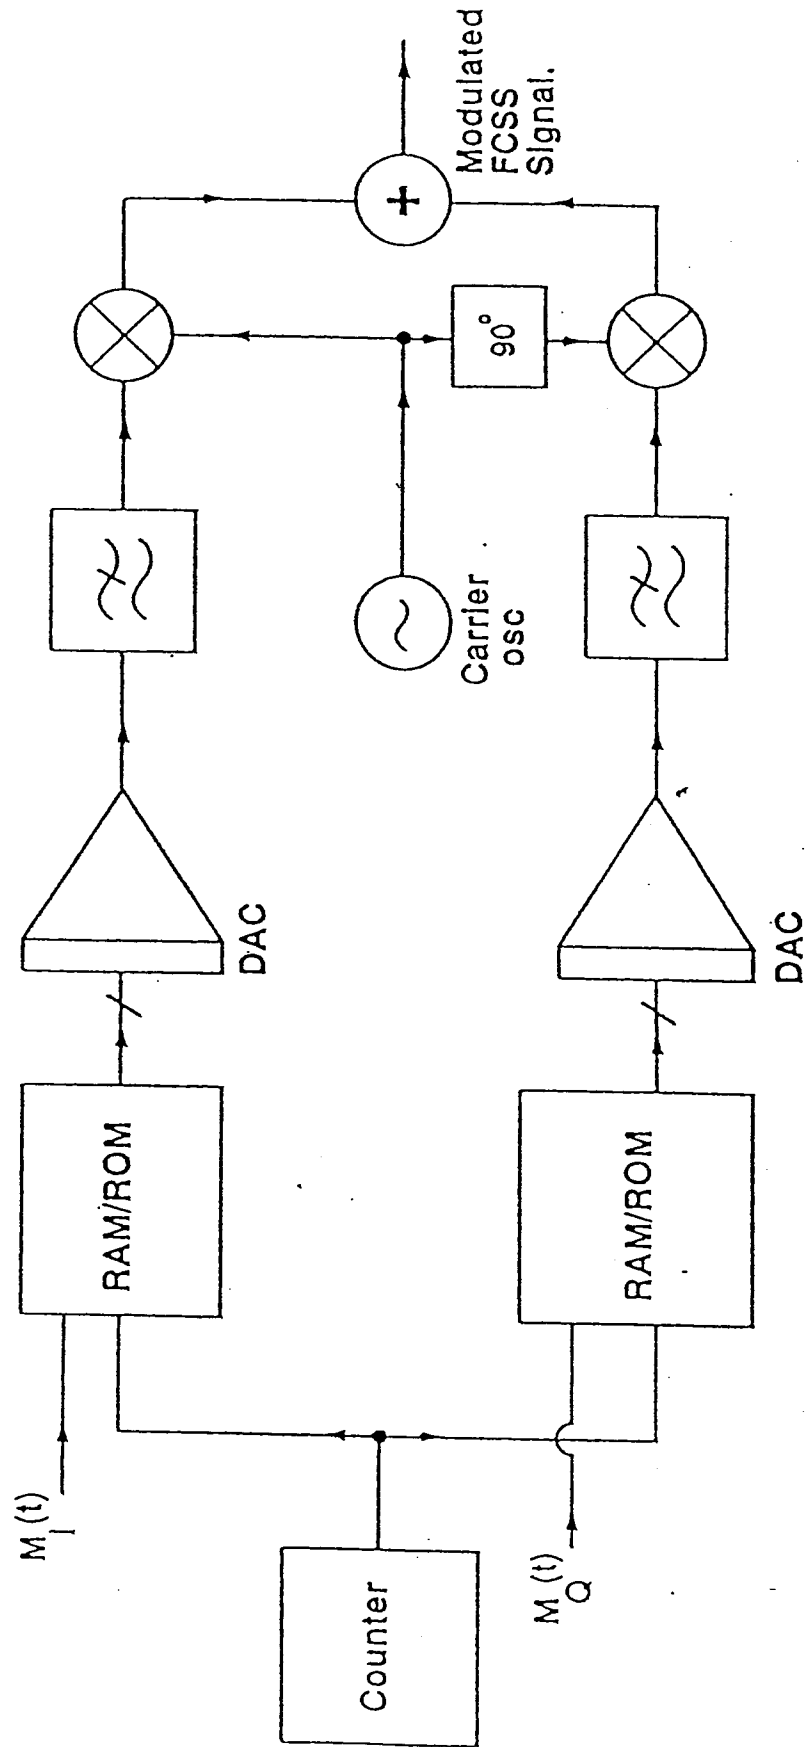 M_I(t)
Counter
M_Q(t)
RAM/ROM
RAM/ROM
DAC
DAC
Carrier
osc
90°
+
Modulated
FCSS
Signal.